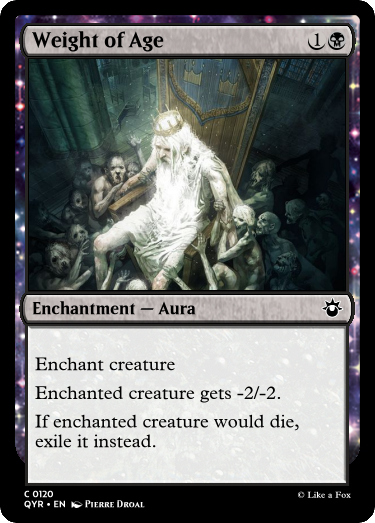 Weight of Age 1
Enchantment — Aura
Enchant creature
Enchanted creature gets -2/-2.
If enchanted creature would die,
exile it instead.
C 0120
QYR • EN Pierre Droal
© Like a Fox